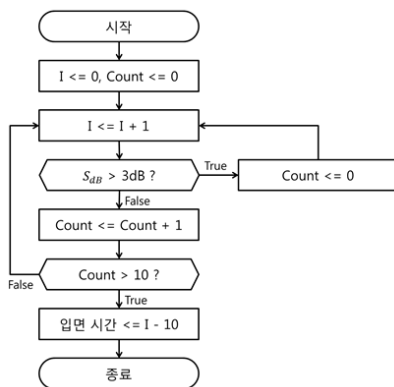 시작
I <= 0, Count <= 0
I <= I + 1
S_dB > 3dB ?
True
Count <= 0
False
Count <= Count + 1
Count > 10 ?
False
True
입면 시간 <= I - 10
종료